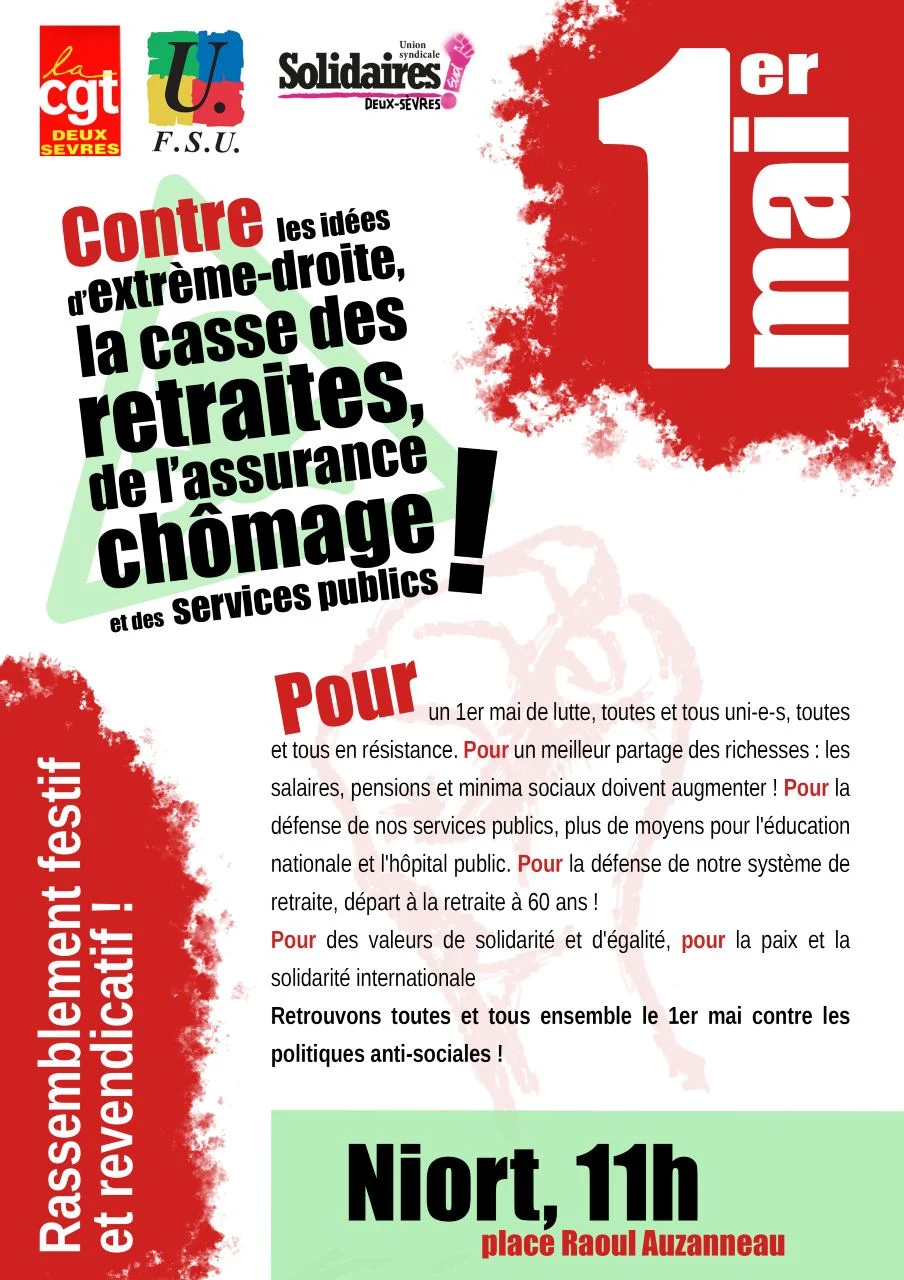 la
cgt
DEUX
SEVRES
U.
F.S.U.
Union
syndicale
Solidaires
sud
DEUX-SÈVRES
1er
mai
Contre les idées
d'extrème-droite,
la casse des
retraites,
de l'assurance
chômage !
et des services publics
Pour un 1er mai de lutte, toutes et tous uni-e-s, toutes
et tous en résistance. Pour un meilleur partage des richesses : les
salaires, pensions et minima sociaux doivent augmenter ! Pour la
défense de nos services publics, plus de moyens pour l'éducation
nationale et l'hôpital public. Pour la défense de notre système de
retraite, départ à la retraite à 60 ans !
Pour des valeurs de solidarité et d'égalité, pour la paix et la
solidarité internationale
Retrouvons toutes et tous ensemble le 1er mai contre les
politiques anti-sociales !
Rassemblement festif
et revendicatif !
Niort, 11h
place Raoul Auzanneau